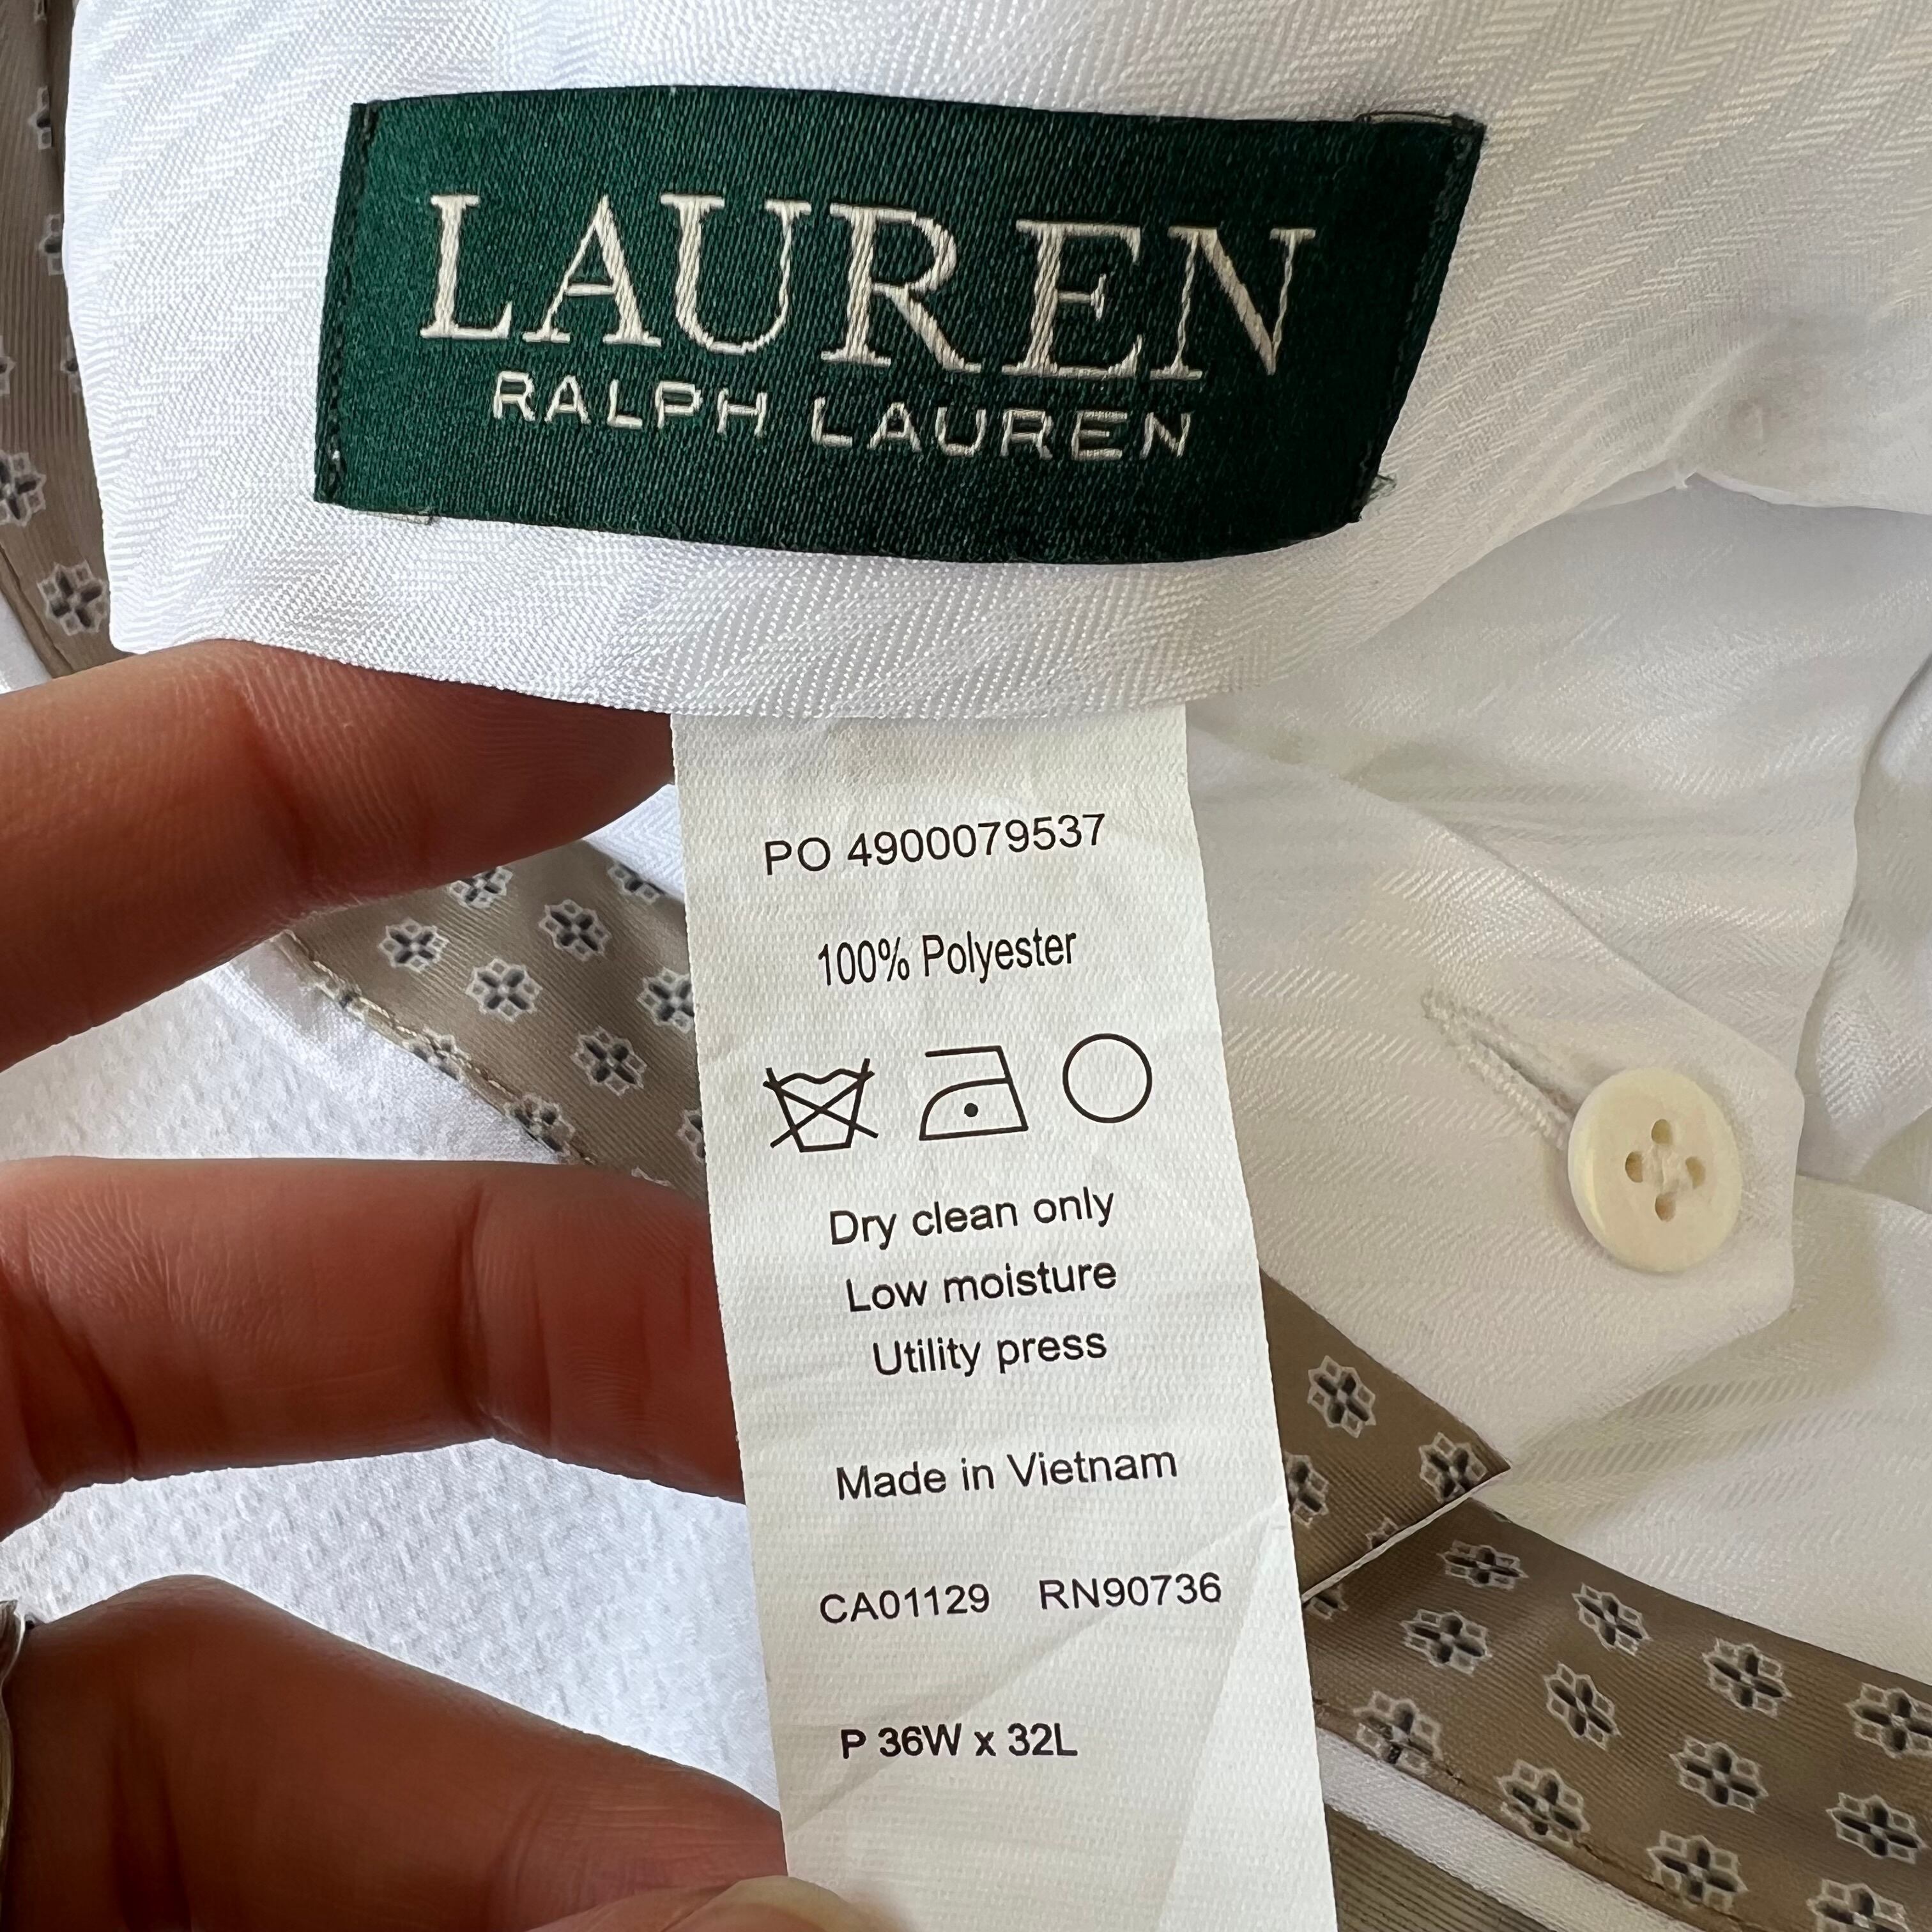 LAUREN
RALPH LAUREN
PO 4900079537
100% Polyester
Dry clean only
Low moisture
Utility press
Made in Vietnam
CA01129 RN90736
P 36W x 32L